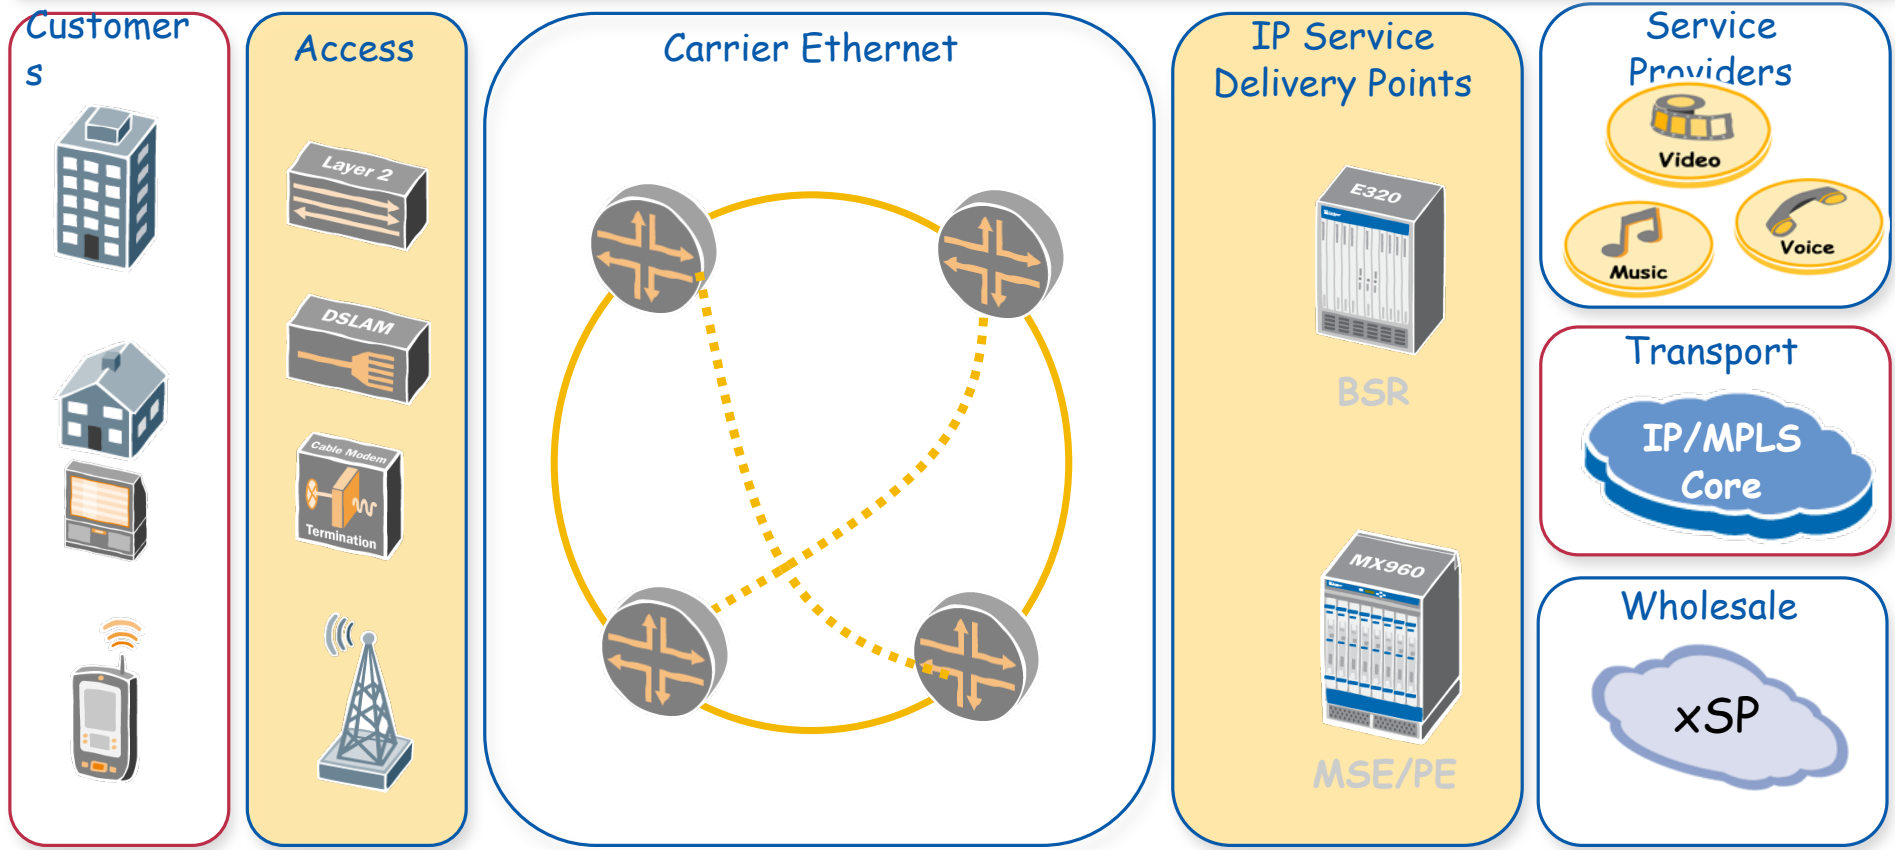 Customer
s
Access
Layer 2
DSLAM
Cable Modem
Termination
Carrier Ethernet
IP Service
Delivery Points
E320
BSR
MX960
MSE/PE
Service
Providers
Video
Voice
Music
Transport
IP/MPLS
Core
Wholesale
xSP